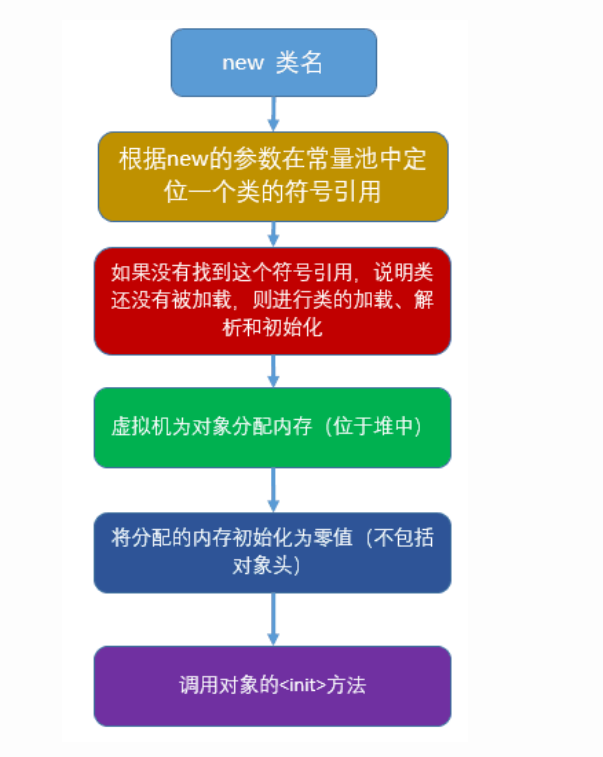 new 类名
根据new的参数在常量池中定
位一个类的符号引用
如果没有找到这个符号引用，说明类
还没有被加载，则进行类的加载、解
析和初始化
虚拟机为对象分配内存（位于堆中）
将分配的内存初始化为零值（不包括
对象头）
调用对象的<init>方法